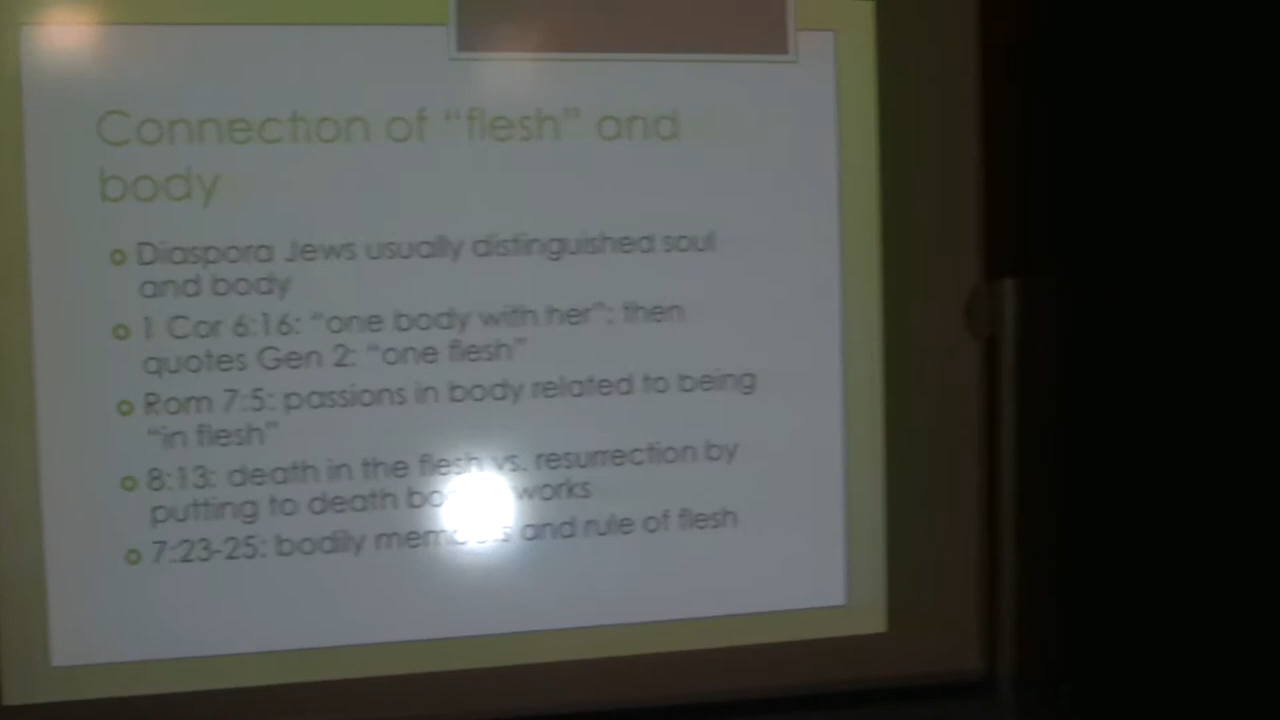 Connection of “flesh” and
body
Diaspora Jews usually distinguished soul
and body
1 Cor 6:16: “one body with her”; then
quotes Gen 2: “one flesh”
Rom 7:5: passions in body related to being
“in flesh”
8:13: death in the flesh vs. resurrection by
putting to death works
7:23-25: bodily and rule of flesh